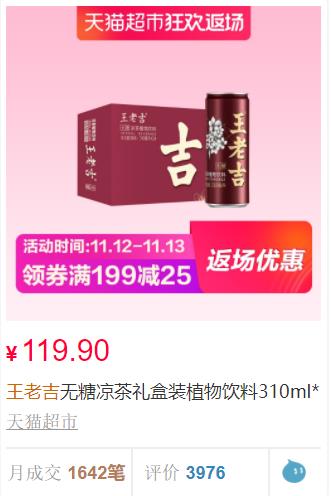 天猫超市狂欢返场
王老吉
吉
王老吉
王老吉
活动时间:11.12-11.13
领券满199减25
返场优惠
¥ 119.90
王老吉无糖凉茶礼盒装植物饮料310ml*
天猫超市
月成交 1642笔
评价 3976